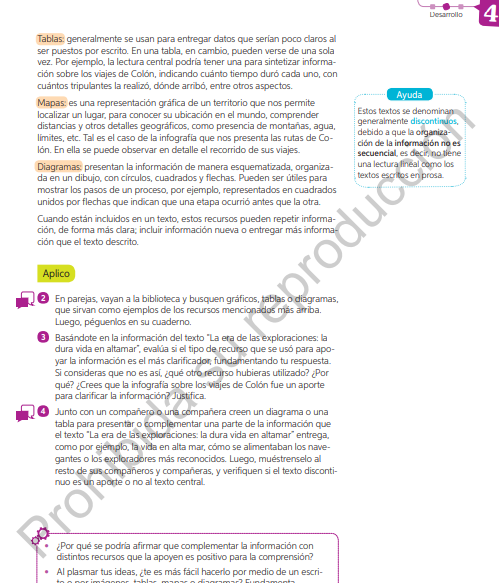 Desarrollo
4
Tablas: generalmente se usan para entregar datos que serían poco claros al
ser puestos por escrito. En una tabla, en cambio, pueden verse de una sola
vez. Por ejemplo, la lectura central podría tener una para sintetizar informa-
ción sobre los viajes de Colón, indicando cuánto tiempo duró cada uno, con
cuántos tripulantes la realizó, dónde arribó, entre otros aspectos.
Mapas: es una representación gráfica de un territorio que nos permite
localizar un lugar, para conocer su ubicación en el mundo, comprender
distancias y otros detalles geográficos, como presencia de montañas, agua,
límites, etc. Tal es el caso de la infografía que nos presenta las rutas de Co-
lón. En ella se puede observar en detalle el recorrido de sus viajes.
Diagramas: presentan la información de manera esquematizada, organiza-
da en un dibujo, con círculos, cuadrados y flechas. Pueden ser útiles para
mostrar los pasos de un proceso, por ejemplo, representados en cuadrados
unidos por flechas que indican que una etapa ocurrió antes que la otra.
Cuando están incluidos en un texto, estos recursos pueden repetir informa-
ción, de forma más clara; incluir información nueva o entregar más informa-
ción que el texto descrito.
Ayuda
Estos textos se denominan
generalmente discontinuos,
debido a que la organiza-
ción de la información no es
secuencial, es decir, no tiene
una lectura lineal como los
textos escritos en prosa.
Aplico
2 En parejas, vayan a la biblioteca y busquen gráficos, tablas o diagramas,
que sirvan como ejemplos de los recursos mencionados más arriba.
Luego, péguenlos en su cuaderno.
3 Basándote en la información del texto "La era de las exploraciones: la
dura vida en altamar", evalúa si el tipo de recurso que se usó para apo-
yar la información es el más clarificador, fundamentando tu respuesta.
Si consideras que no es así, ¿qué otro recurso hubieras utilizado? ¿Por
qué? ¿Crees que la infografía sobre los viajes de Colón fue un aporte
para clarificar la información? Justifica.
4 Junto con un compañero o una compañera creen un diagrama o una
tabla para presentar o complementar una parte de la información que
el texto "La era de las exploraciones: la dura vida en altamar" entrega,
como por ejemplo, la vida en alta mar, cómo se alimentaban los nave-
gantes o los exploradores más reconocidos. Luego, muéstrenselo al
resto de sus compañeros y compañeras, y verifiquen si el texto disconti-
nuo es un aporte o no al texto central.
• ¿Por qué se podría afirmar que complementar la información con
distintos recursos que la apoyen es positivo para la comprensión?
• Al plasmar tus ideas, ¿te es más fácil hacerlo por medio de un escri-
to o por imágenes, tablas, mapas o diagramas? Fundamenta.
Prohibida su reproducción